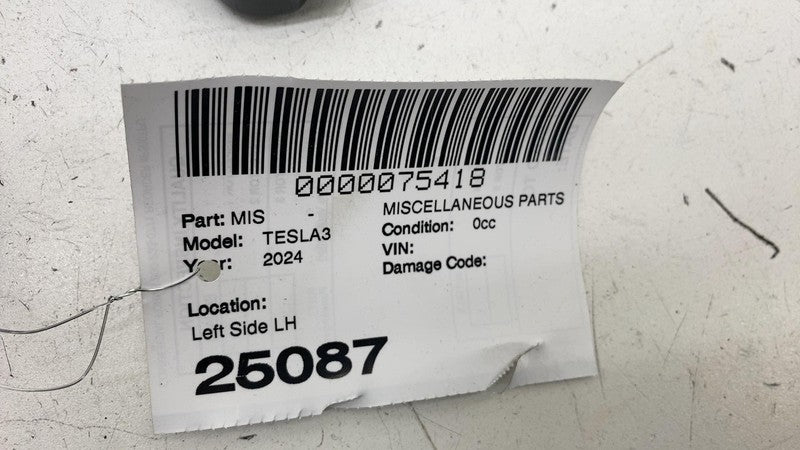 0000075418
Part: MIS - MISCELLANEOUS PARTS
Model: TESLA3 Condition: 0cc
Year: 2024 VIN:
Damage Code:
Location:
Left Side LH
25087